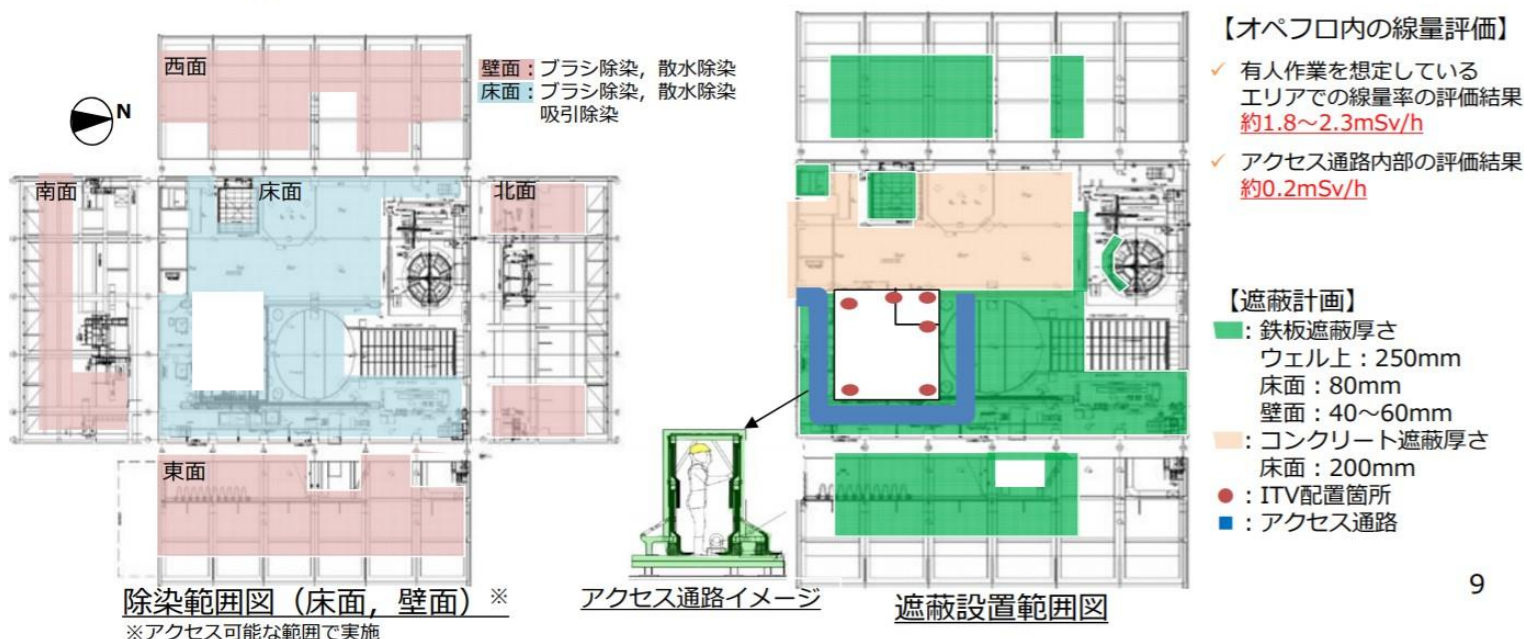 西面
N
壁面：ブラシ除染，散水除染
床面：ブラシ除染，散水除染
吸引除染
南面
床面
北面
東面
除染範囲図（床面，壁面）※
※アクセス可能な範囲で実施
アクセス通路イメージ
遮蔽設置範囲図
【オペフロ内の線量評価】
✓ 有人作業を想定している
エリアでの線量率の評価結果
約1.8～2.3mSv/h
✓ アクセス通路内部の評価結果
約0.2mSv/h
【遮蔽計画】
：鉄板遮蔽厚さ
ウェル上：250mm
床面：80mm
壁面：40～60mm
：コンクリート遮蔽厚さ
床面：200mm
：ITV配置箇所
：アクセス通路
9